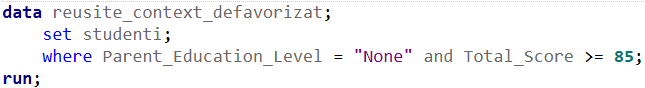 data reusite_context_defavorizat;
set studenti;
where Parent_Education_Level = "None" and Total_Score >= 85;
run;